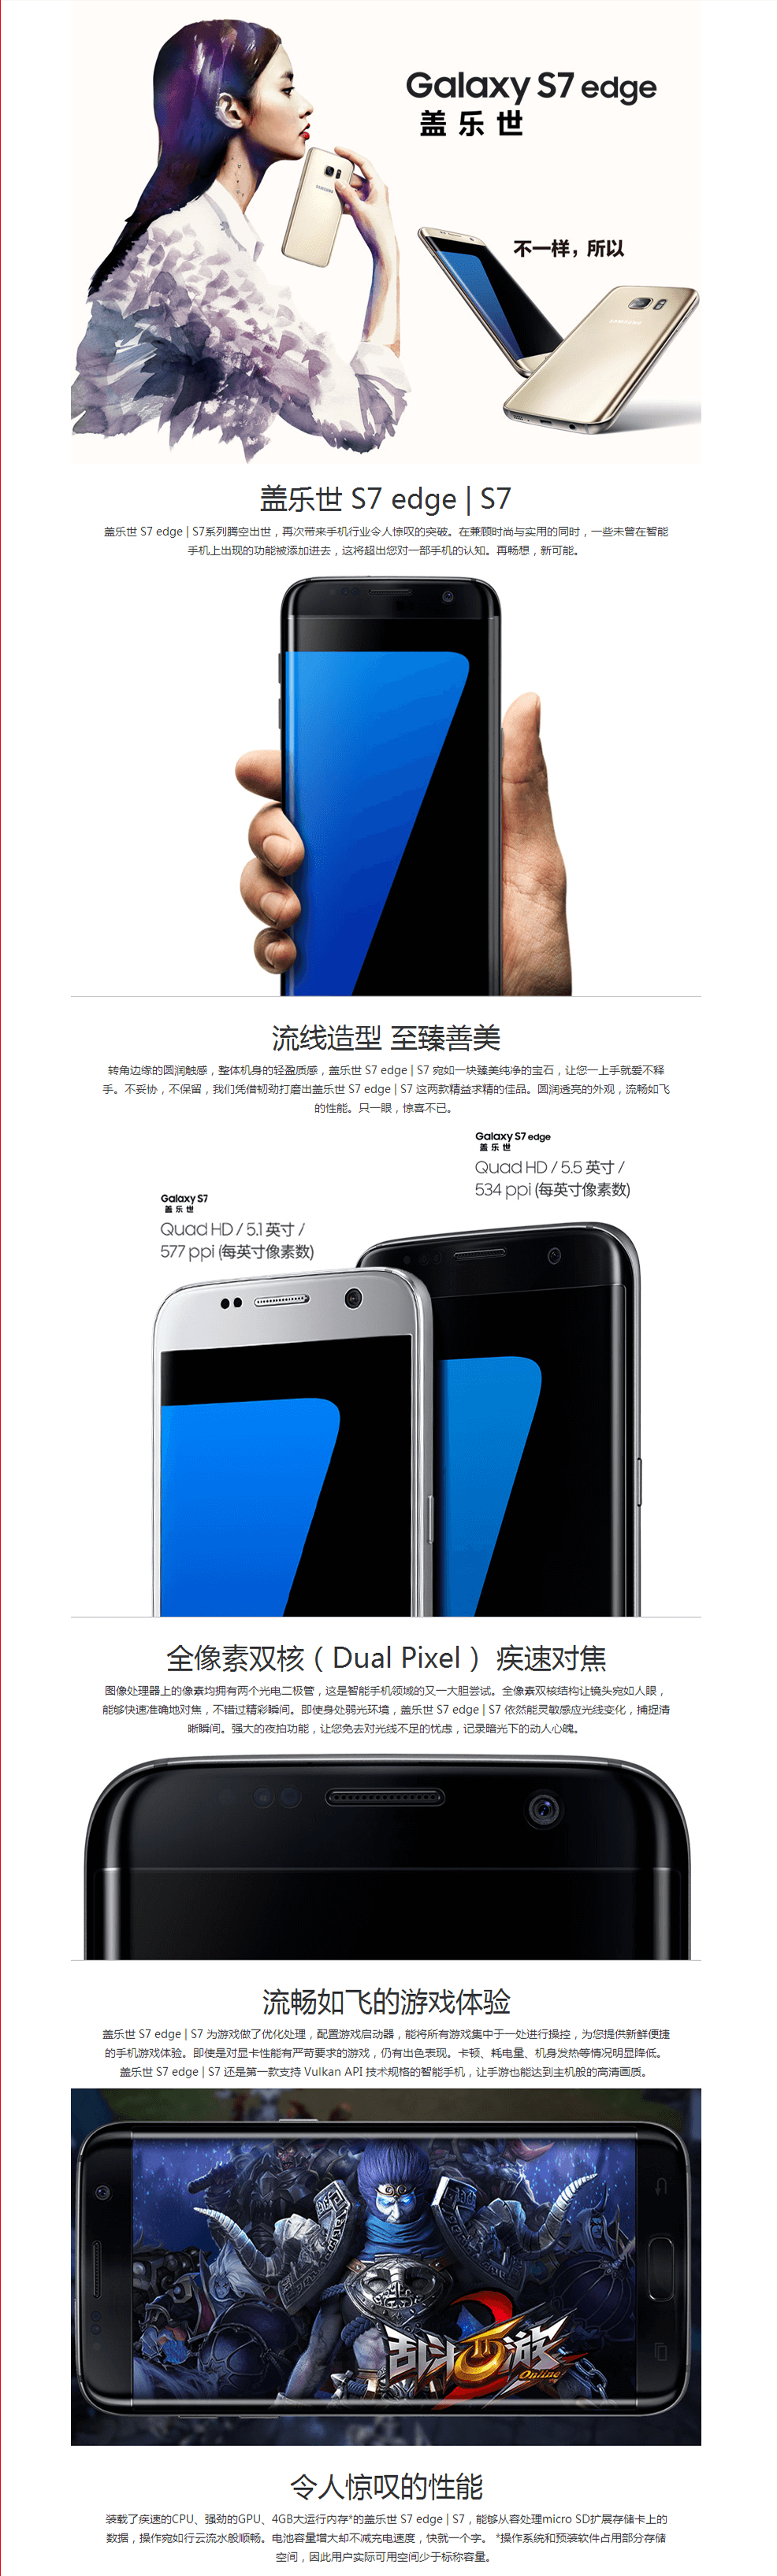 Galaxy S7 edge
盖乐世
不一样，所以
SAMSUNG
SAMSUNG
盖乐世 S7 edge | S7
盖乐世 S7 edge | S7系列腾空出世，再次带来手机行业令人惊叹的突破。在兼顾时尚与实用的同时，一些未曾在智能
手机上出现的功能被添加进去，这将超出您对一部手机的认知。再畅想，新可能。
流线造型 至臻善美
转角边缘的圆润触感，整体机身的轻盈质感，盖乐世 S7 edge | S7 宛如一块臻美纯净的宝石，让您一上手就爱不释
手。不妥协，不保留，我们凭借韧劲打磨出盖乐世 S7 edge | S7 这两款精益求精的佳品。圆润透亮的外观，流畅如飞
的性能。只一眼，惊喜不已。
Galaxy S7 edge
盖乐世
Quad HD / 5.5 英寸 /
534 ppi (每英寸像素数)
Galaxy S7
盖乐世
Quad HD / 5.1 英寸 /
577 ppi (每英寸像素数)
全像素双核（Dual Pixel） 疾速对焦
图像处理器上的像素均拥有两个光电二极管，这是智能手机领域的又一大胆尝试。全像素双核结构让镜头宛如人眼，
能够快速准确地对焦，不错过精彩瞬间。即使身处弱光环境，盖乐世 S7 edge | S7 依然能灵敏感应光线变化，捕捉清
晰瞬间。强大的夜拍功能，让您免去对光线不足的忧虑，记录暗光下的动人心魄。
流畅如飞的游戏体验
盖乐世 S7 edge | S7 为游戏做了优化处理，配置游戏启动器，能将所有游戏集中于一处进行操控，为您提供新鲜便捷
的手机游戏体验。即使是对显卡性能有严苛要求的游戏，仍有出色表现。卡顿、耗电量、机身发热等情况明显降低。
盖乐世 S7 edge | S7 还是第一款支持 Vulkan API 技术规格的智能手机，让手游也能达到主机般的高清画质。
乱斗西游2
Online
令人惊叹的性能
装载了疾速的CPU、强劲的GPU、4GB大运行内存*的盖乐世 S7 edge | S7，能够从容处理micro SD扩展存储卡上的
数据，操作宛如行云流水般顺畅。电池容量增大却不减充电速度，快就一个字。 *操作系统和预装软件占用部分存储
空间，因此用户实际可用空间少于标称容量。